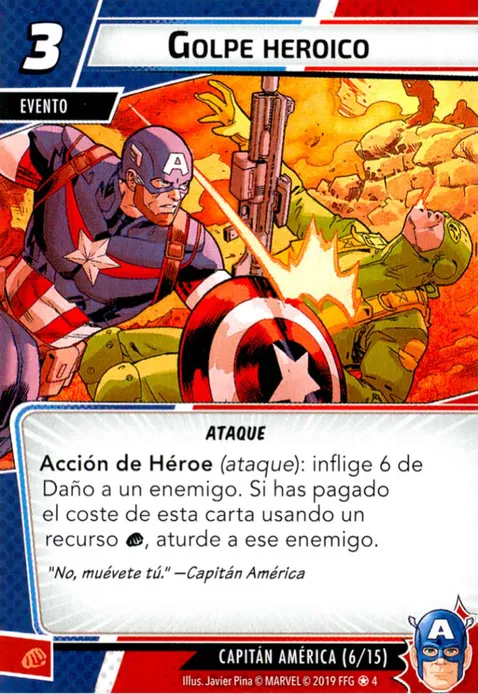 3
GOLPE HEROICO
EVENTO
A
ATAQUE
Acción de Héroe (ataque): inflige 6 de
Daño a un enemigo. Si has pagado
el coste de esta carta usando un
recurso , aturde a ese enemigo.
"No, muévete tú." —Capitán América
A
CAPITÁN AMÉRICA (6/15)
Illus. Javier Pina © MARVEL © 2019 FFG ✪ 4